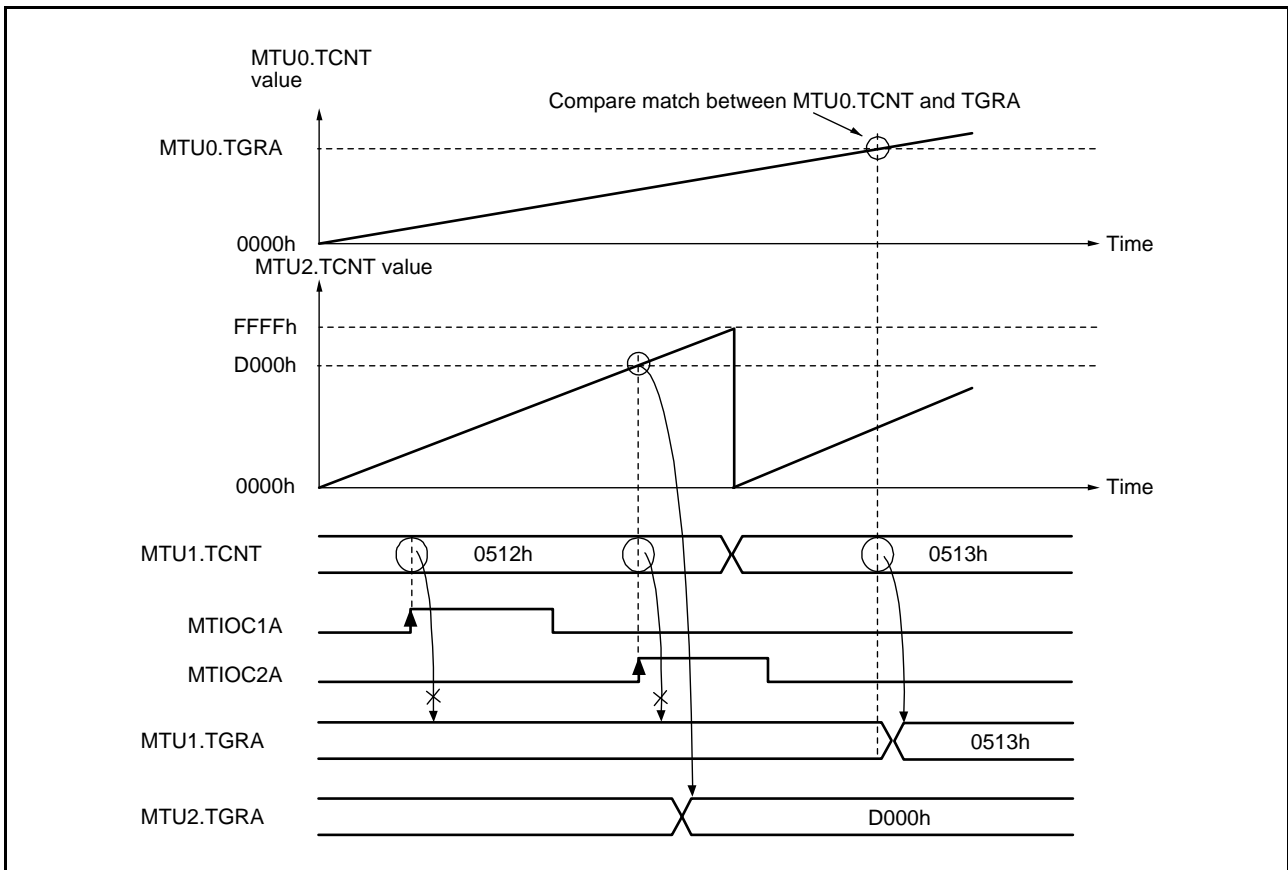 MTU0.TCNT
value
Compare match between MTU0.TCNT and TGRA
MTU0.TGRA
0000h
Time
MTU2.TCNT value
FFFFh
D000h
0000h
Time
MTU1.TCNT
0512h
0513h
MTIOC1A
MTIOC2A
MTU1.TGRA
0513h
MTU2.TGRA
D000h